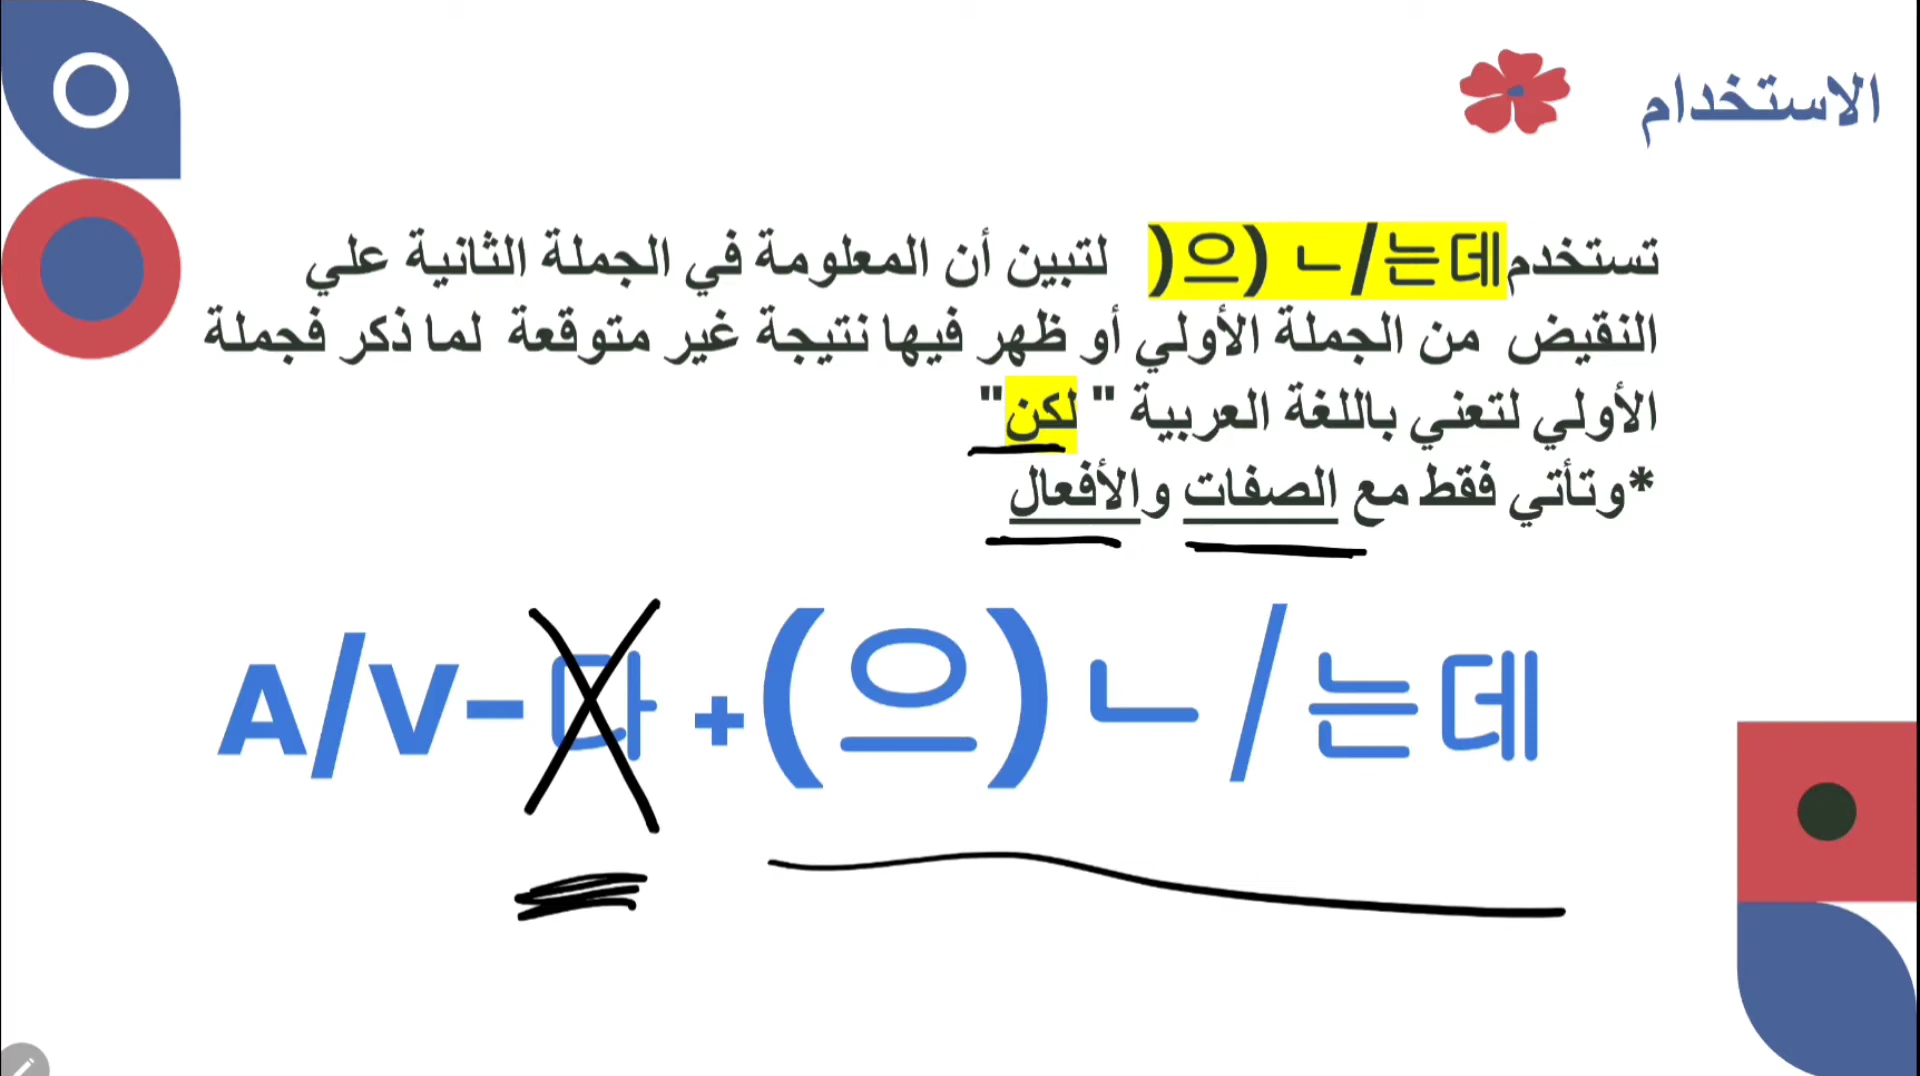 الاستخدام
تستخدم(으) ㄴ/는데 لتبين أن المعلومة في الجملة الثانية علي
النقيض من الجملة الأولي أو ظهر فيها نتيجة غير متوقعة لما ذكر فجملة
الأولي لتعني باللغة العربية " لكن"
*وتأتي فقط مع الصفات والأفعال
A/V-다 +(으)ㄴ/는데